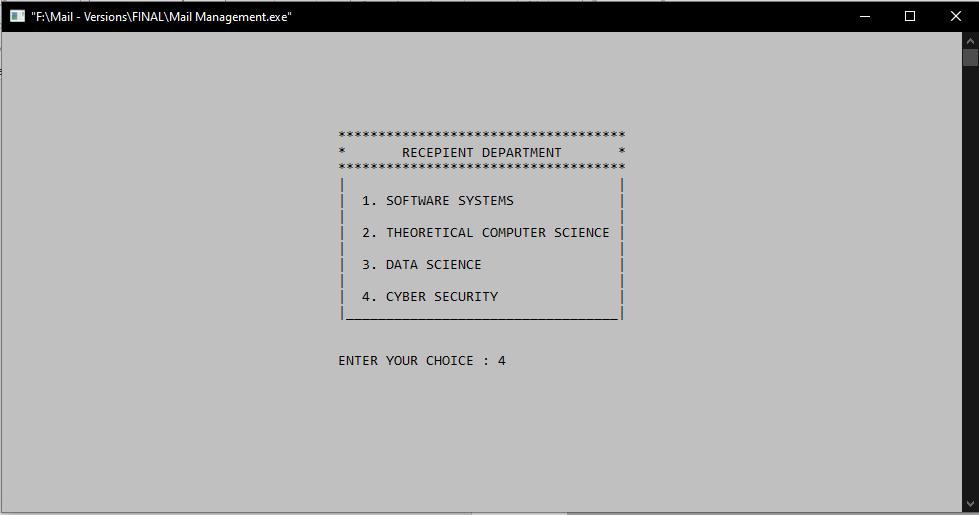 "F:\Mail - Versions\FINAL\Mail Management.exe"
************************************
* RECEPIENT DEPARTMENT *
************************************
1. SOFTWARE SYSTEMS
2. THEORETICAL COMPUTER SCIENCE
3. DATA SCIENCE
4. CYBER SECURITY
ENTER YOUR CHOICE : 4